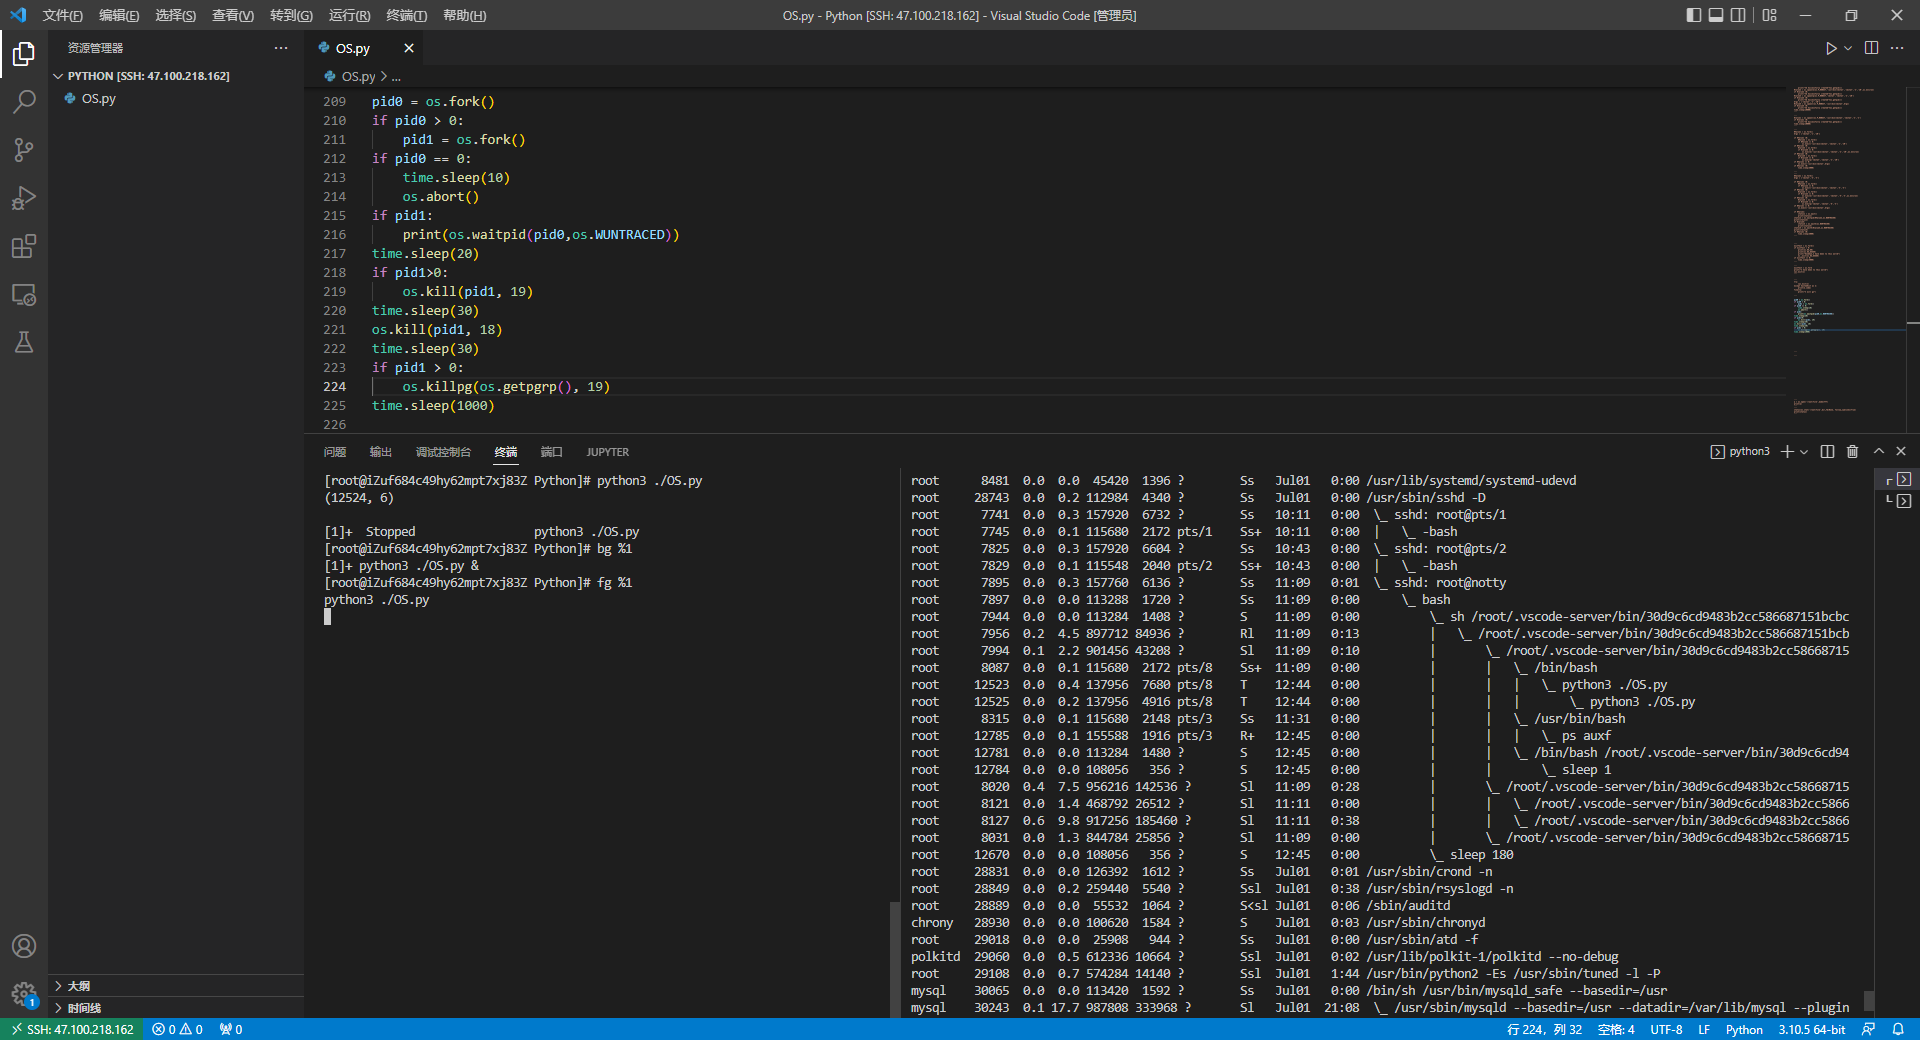 文件(F) 编辑(E) 选择(S) 查看(V) 转到(G) 运行(R) 终端(T) 帮助(H)
OS.py - Python [SSH: 47.100.218.162] - Visual Studio Code [管理员]
资源管理器
PYTHON [SSH: 47.100.218.162]
OS.py
OS.py
OS.py > ...
209 pid0 = os.fork()
210 if pid0 > 0:
211     pid1 = os.fork()
212 if pid0 == 0:
213     time.sleep(10)
214     os.abort()
215 if pid1:
216     print(os.waitpid(pid0,os.WUNTRACED))
217 time.sleep(20)
218 if pid1>0:
219     os.kill(pid1, 19)
220 time.sleep(30)
221 os.kill(pid1, 18)
222 time.sleep(30)
223 if pid1 > 0:
224     os.killpg(os.getpgrp(), 19)
225 time.sleep(1000)
226
问题 输出 调试控制台 终端 端口 JUPYTER
python3
[root@iZuf684c49hy62mpt7xj83Z Python]# python3 ./OS.py
(12524, 6)
[1]+  Stopped                 python3 ./OS.py
[root@iZuf684c49hy62mpt7xj83Z Python]# bg %1
[1]+ python3 ./OS.py &
[root@iZuf684c49hy62mpt7xj83Z Python]# fg %1
python3 ./OS.py
root      8481  0.0  0.0  45420  1396 ?        Ss   Jul01   0:00 /usr/lib/systemd/systemd-udevd
root     28743  0.0  0.2 112984  4340 ?        Ss   Jul01   0:00 /usr/sbin/sshd -D
root      7741  0.0  0.3 157920  6732 ?        Ss   10:11   0:00  \_ sshd: root@pts/1
root      7745  0.0  0.1 115680  2172 pts/1    Ss+  10:11   0:00  |   \_ -bash
root      7825  0.0  0.3 157920  6604 ?        Ss   10:43   0:00  \_ sshd: root@pts/2
root      7829  0.0  0.1 115548  2040 pts/2    Ss+  10:43   0:00  |   \_ -bash
root      7895  0.0  0.3 157760  6136 ?        Ss   11:09   0:01  \_ sshd: root@notty
root      7897  0.0  0.0 113288  1720 ?        Ss   11:09   0:00      \_ bash
root      7944  0.0  0.0 113284  1408 ?        S    11:09   0:00          \_ sh /root/.vscode-server/bin/30d9c6cd9483b2cc586687151bcbc
root      7956  0.2  4.5 897712 84936 ?        Rl   11:09   0:13          |   \_ /root/.vscode-server/bin/30d9c6cd9483b2cc586687151bcb
root      7994  0.1  2.2 901456 43208 ?        Sl   11:09   0:10          |       \_ /root/.vscode-server/bin/30d9c6cd9483b2cc58668715
root      8087  0.0  0.1 115680  2172 pts/8    Ss+  11:09   0:00          |       |   \_ /bin/bash
root     12523  0.0  0.4 137956  7680 pts/8    T    12:44   0:00          |       |   |   \_ python3 ./OS.py
root     12525  0.0  0.2 137956  4916 pts/8    T    12:44   0:00          |       |   |       \_ python3 ./OS.py
root      8315  0.0  0.1 115680  2148 pts/3    Ss   11:31   0:00          |       |   \_ /usr/bin/bash
root     12785  0.0  0.1 155588  1916 pts/3    R+   12:45   0:00          |       |   |   \_ ps auxf
root     12781  0.0  0.0 113284  1480 ?        S    12:45   0:00          |       |   \_ /bin/bash /root/.vscode-server/bin/30d9c6cd94
root     12784  0.0  0.0 108056   356 ?        S    12:45   0:00          |       |       \_ sleep 1
root      8020  0.4  7.5 956216 142536 ?       Sl   11:09   0:28          |       \_ /root/.vscode-server/bin/30d9c6cd9483b2cc58668715
root      8121  0.0  1.4 468792 26512 ?        Sl   11:11   0:00          |       |   \_ /root/.vscode-server/bin/30d9c6cd9483b2cc5866
root      8127  0.6  9.8 917256 185460 ?       Sl   11:11   0:38          |       |   \_ /root/.vscode-server/bin/30d9c6cd9483b2cc5866
root      8031  0.0  1.3 844784 25856 ?        Sl   11:09   0:00          |       \_ /root/.vscode-server/bin/30d9c6cd9483b2cc58668715
root     12670  0.0  0.0 108056   356 ?        S    12:45   0:00          \_ sleep 180
root     28831  0.0  0.0 126392  1612 ?        Ss   Jul01   0:01 /usr/sbin/crond -n
root     28849  0.0  0.2 259440  5540 ?        Ssl  Jul01   0:38 /usr/sbin/rsyslogd -n
root     28889  0.0  0.0  55532  1064 ?        S<sl Jul01   0:06 /sbin/auditd
chrony   28930  0.0  0.0 100620  1584 ?        S    Jul01   0:03 /usr/sbin/chronyd
root     29018  0.0  0.0  25908   944 ?        Ss   Jul01   0:00 /usr/sbin/atd -f
polkitd  29060  0.0  0.5 612336 10664 ?        Ssl  Jul01   0:02 /usr/lib/polkit-1/polkitd --no-debug
root     29108  0.0  0.7 574284 14140 ?        Ssl  Jul01   1:44 /usr/bin/python2 -Es /usr/sbin/tuned -l -P
mysql    30065  0.0  0.0 113420  1592 ?        Ss   Jul01   0:00 /bin/sh /usr/bin/mysqld_safe --basedir=/usr
mysql    30243  0.1 17.7 987808 333968 ?       Sl   Jul01  21:08  \_ /usr/sbin/mysqld --basedir=/usr --datadir=/var/lib/mysql --plugin
大纲
时间线
1
SSH: 47.100.218.162 0 0 0
行 224，列 32 空格: 4 UTF-8 LF Python 3.10.5 64-bit